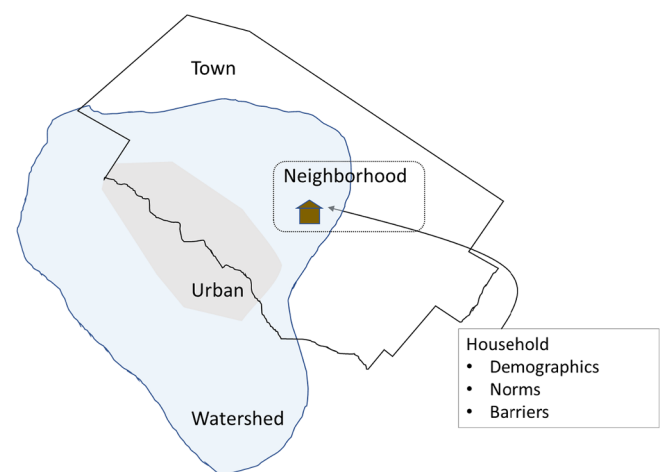 Town
Neighborhood
Urban
Household
• Demographics
• Norms
• Barriers
Watershed